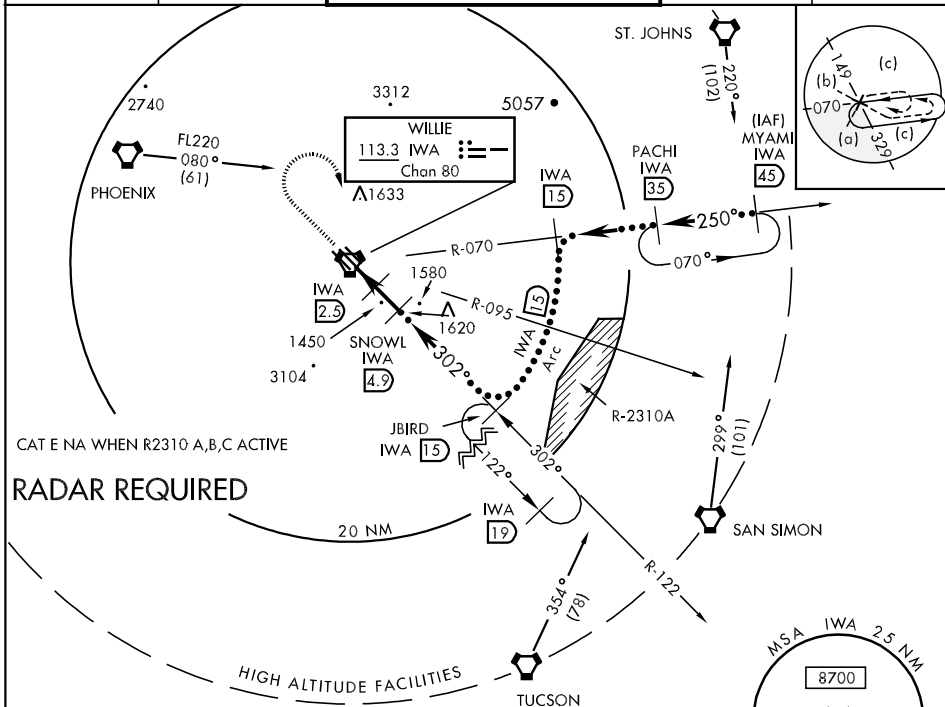 ST. JOHNS
220°
(102)
2740
3312
5057
149
(c)
(b)
070
(a)
(c)
329
WILLIE
113.3 IWA
Chan 80
FL220
080°
(61)
PHOENIX
1633
IWA
15
PACHI
IWA
35
(IAF)
MYAMI
IWA
45
250°
R-070
070°
IWA
2.5
1580
R-095
15
IWA
Arc
1620
1450
SNOWL
IWA
4.9
302°
3104
R-2310A
JBIRD
IWA 15
299°
(101)
CAT E NA WHEN R2310 A,B,C ACTIVE
RADAR REQUIRED
122°
302°
IWA
19
20 NM
SAN SIMON
R-122
354°
(78)
HIGH ALTITUDE FACILITIES
TUCSON
MSA IWA 25 NM
8700